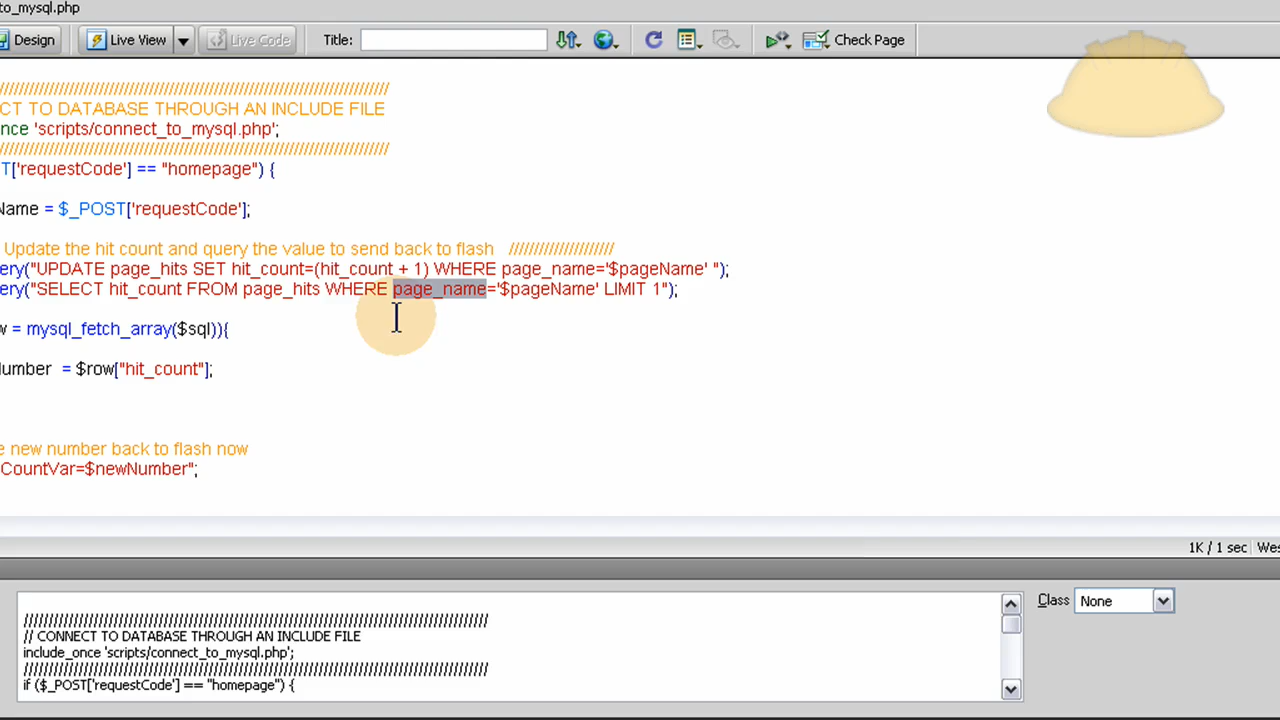 to_mysql.php
Design Live View Live Code Title: Check Page
//////////////////////////////////////////////////////////////////////////////
CT TO DATABASE THROUGH AN INCLUDE FILE
nce 'scripts/connect_to_mysql.php';
//////////////////////////////////////////////////////////////////////////////
T['requestCode'] == "homepage") {
Name = $_POST['requestCode'];
Update the hit count and query the value to send back to flash /////////////////////
ery("UPDATE page_hits SET hit_count=(hit_count + 1) WHERE page_name='$pageName' ");
ery("SELECT hit_count FROM page_hits WHERE page_name='$pageName' LIMIT 1");
w = mysql_fetch_array($sql)){
umber = $row["hit_count"];
e new number back to flash now
CountVar=$newNumber";
1K / 1 sec Wes
//////////////////////////////////////////////////////////////////////////////////////////////
// CONNECT TO DATABASE THROUGH AN INCLUDE FILE
include_once 'scripts/connect_to_mysql.php';
//////////////////////////////////////////////////////////////////////////////////////////////
if ($_POST['requestCode'] == "homepage") {
Class None